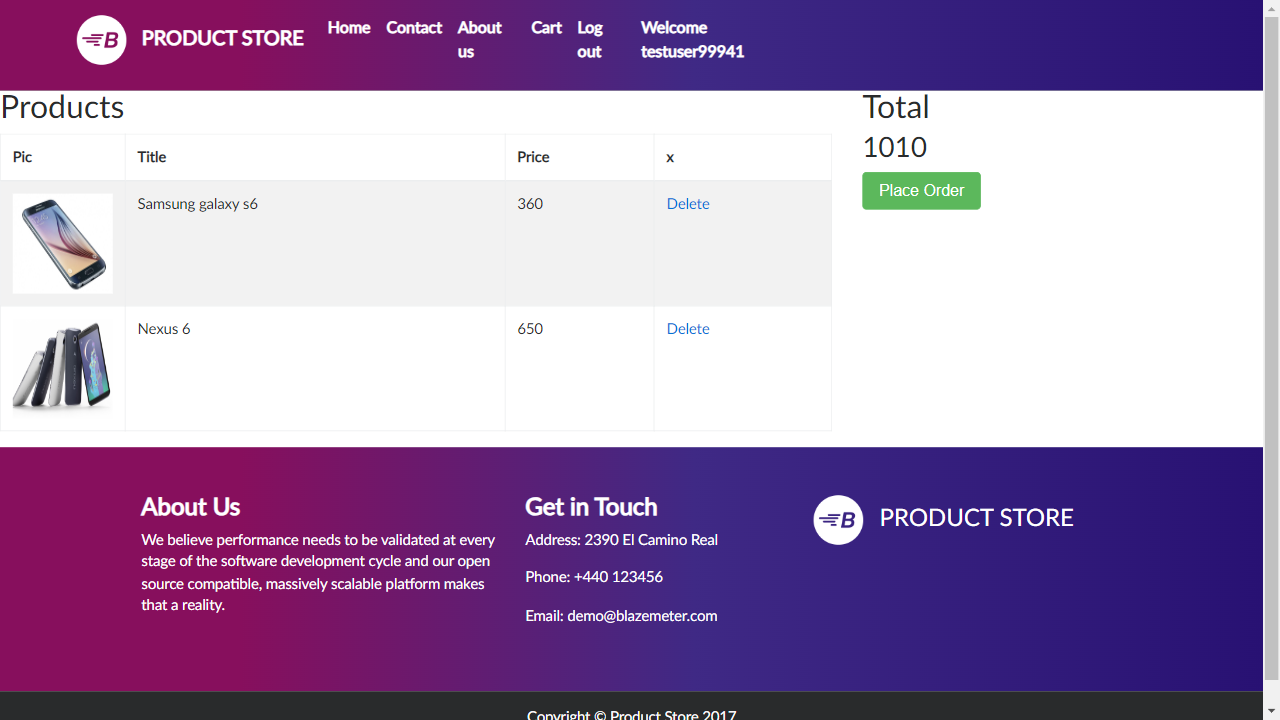 B PRODUCT STORE Home Contact About us Cart Log out Welcome testuser99941
Products
Total
1010
Place Order
Pic Title Price x
Samsung galaxy s6 360 Delete
Nexus 6 650 Delete
About Us
We believe performance needs to be validated at every
stage of the software development cycle and our open
source compatible, massively scalable platform makes
that a reality.
Get in Touch
Address: 2390 El Camino Real
Phone: +440 123456
Email: demo@blazemeter.com
B PRODUCT STORE
Copyright © Product Store 2017